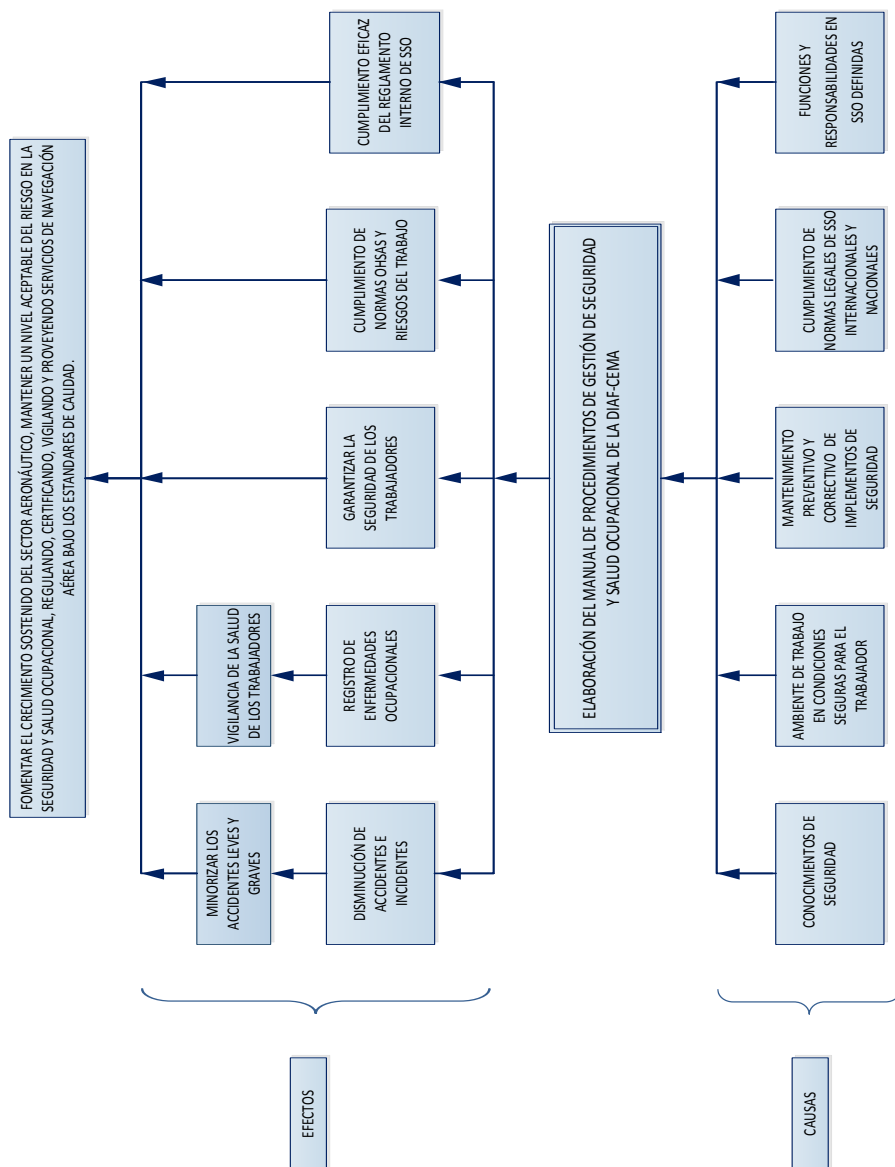 FOMENTAR EL CRECIMIENTO SOSTENIDO DEL SECTOR AERONÁUTICO, MANTENER UN NIVEL ACEPTABLE DEL RIESGO EN LA
SEGURIDAD Y SALUD OCUPACIONAL, REGULANDO, CERTIFICANDO, VIGILANDO Y PROVEYENDO SERVICIOS DE NAVEGACIÓN
AÉREA BAJO LOS ESTANDARES DE CALIDAD.
EFECTOS
MINORIZAR LOS
ACCIDENTES LEVES Y
GRAVES
VIGILANCIA DE LA SALUD
DE LOS TRABAJADORES
DISMINUCIÓN DE
ACCIDENTES E
INCIDENTES
REGISTRO DE
ENFERMEDADES
OCUPACIONALES
GARANTIZAR LA
SEGURIDAD DE LOS
TRABAJADORES
CUMPLIMIENTO DE
NORMAS OHSAS Y
RIESGOS DEL TRABAJO
CUMPLIMIENTO EFICAZ
DEL REGLAMENTO
INTERNO DE SSO
ELABORACIÓN DEL MANUAL DE PROCEDIMIENTOS DE GESTIÓN DE SEGURIDAD
Y SALUD OCUPACIONAL DE LA DIAF-CEMA
CAUSAS
CONOCIMIENTOS DE
SEGURIDAD
AMBIENTE DE TRABAJO
EN CONDICIONES
SEGURAS PARA EL
TRABAJADOR
MANTENIMIENTO
PREVENTIVO Y
CORRECTIVO DE
IMPLEMENTOS DE
SEGURIDAD
CUMPLIMIENTO DE
NORMAS LEGALES DE SSO
INTERNACIONALES Y
NACIONALES
FUNCIONES Y
RESPONSABILIDADES EN
SSO DEFINIDAS